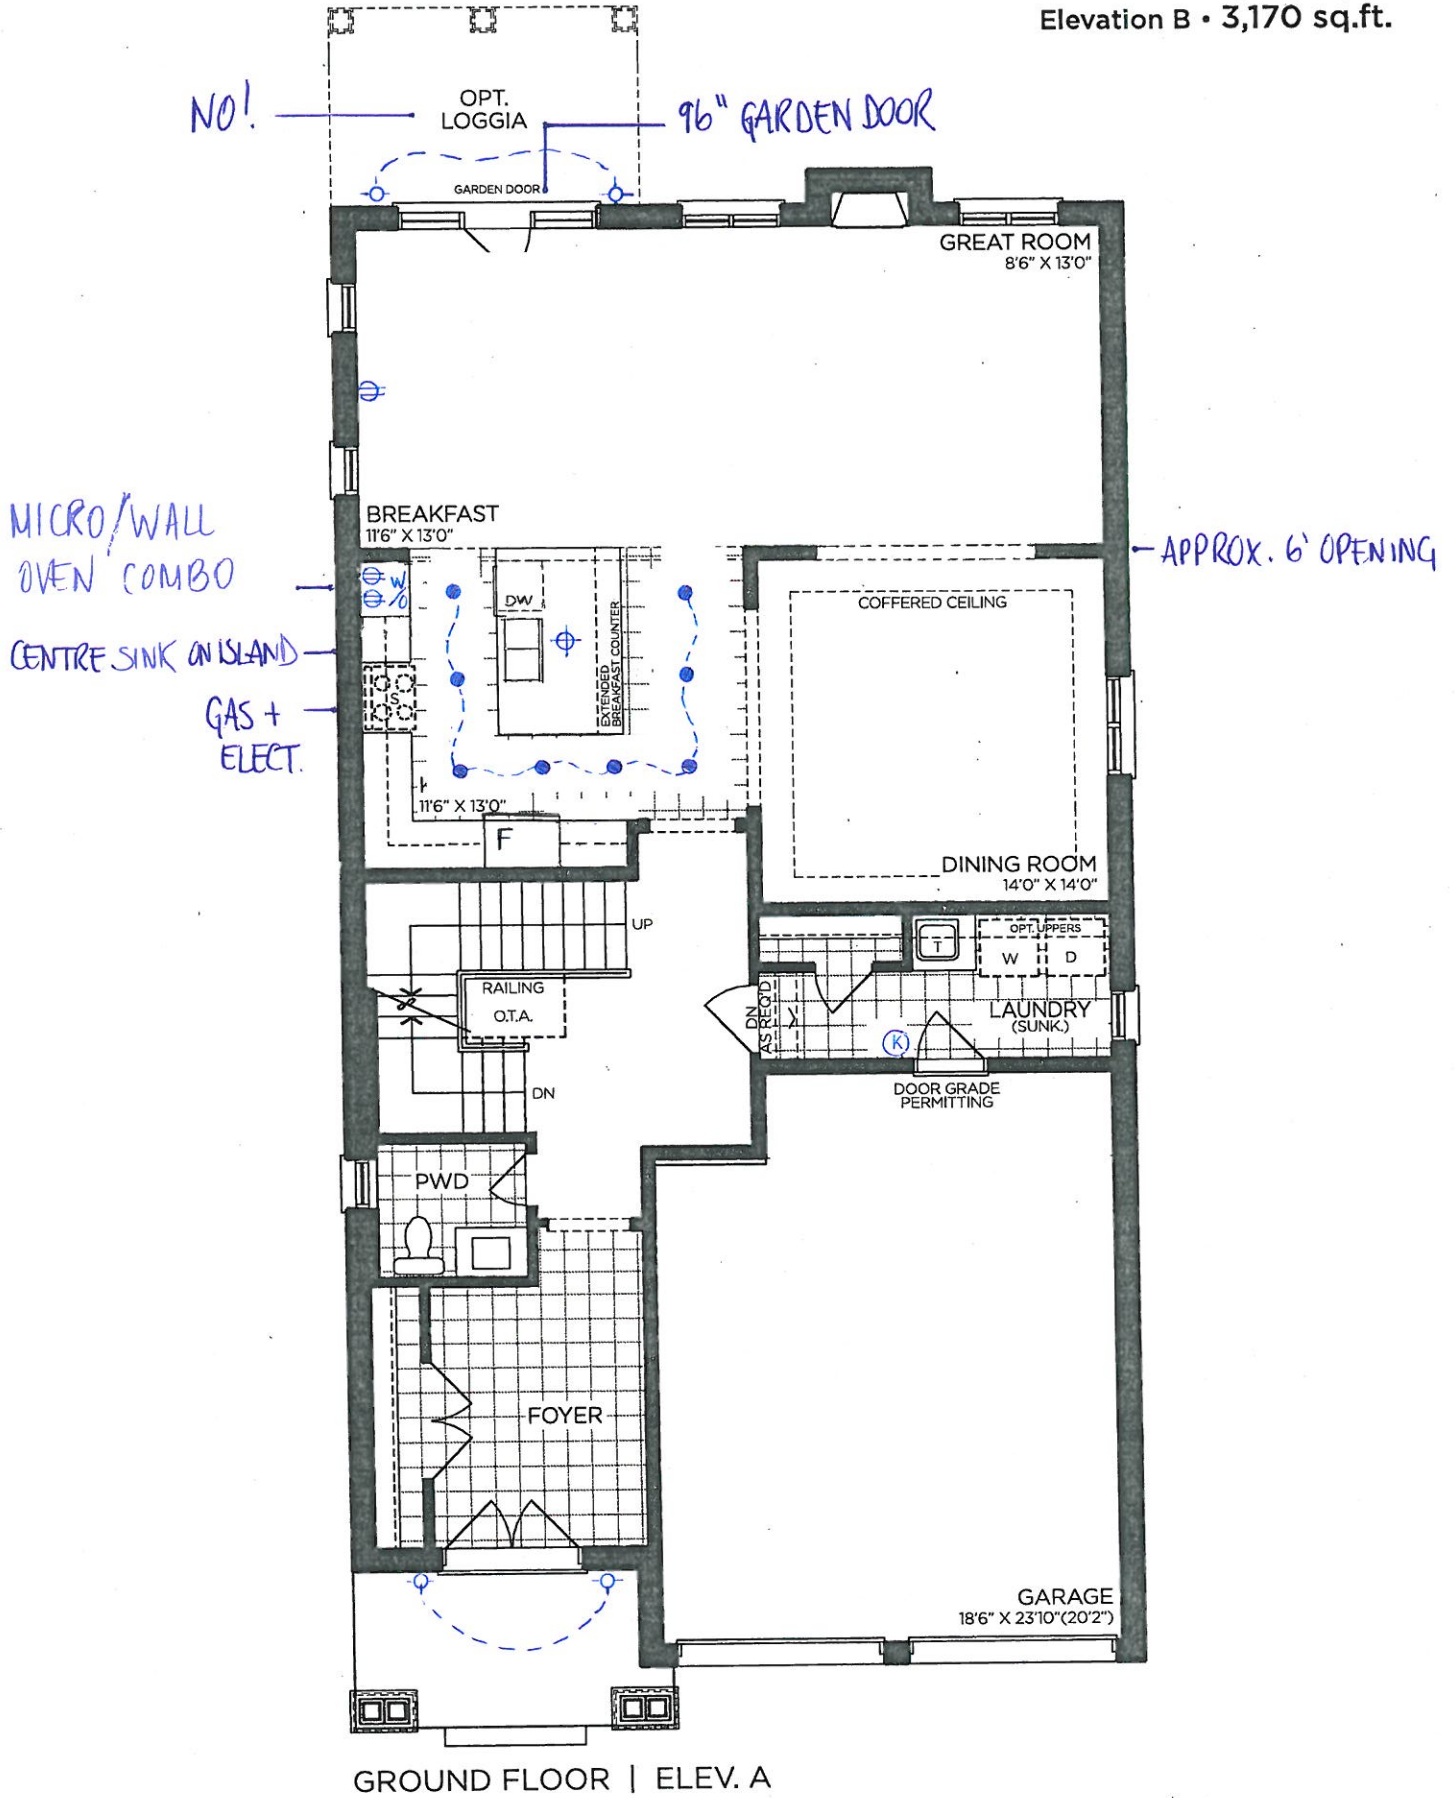 Elevation B • 3,170 sq.ft.
NO!
OPT.
LOGGIA
96" GARDEN DOOR
GARDEN DOOR
GREAT ROOM
8'6" X 13'0"
BREAKFAST
11'6" X 13'0"
MICRO/WALL
OVEN COMBO
APPROX. 6' OPENING
W/O
DW
COFFERED CEILING
EXTENDED
BREAKFAST COUNTER
CENTRE SINK ON ISLAND
S
GAS +
ELECT.
11'6" X 13'0"
F
DINING ROOM
14'0" X 14'0"
UP
T
OPT. UPPERS
W
D
RAILING
O.T.A.
DN
AS REQ'D
LAUNDRY
(SUNK.)
K
DOOR GRADE
PERMITTING
DN
PWD
FOYER
GARAGE
18'6" X 23'10"(20'2")
GROUND FLOOR | ELEV. A